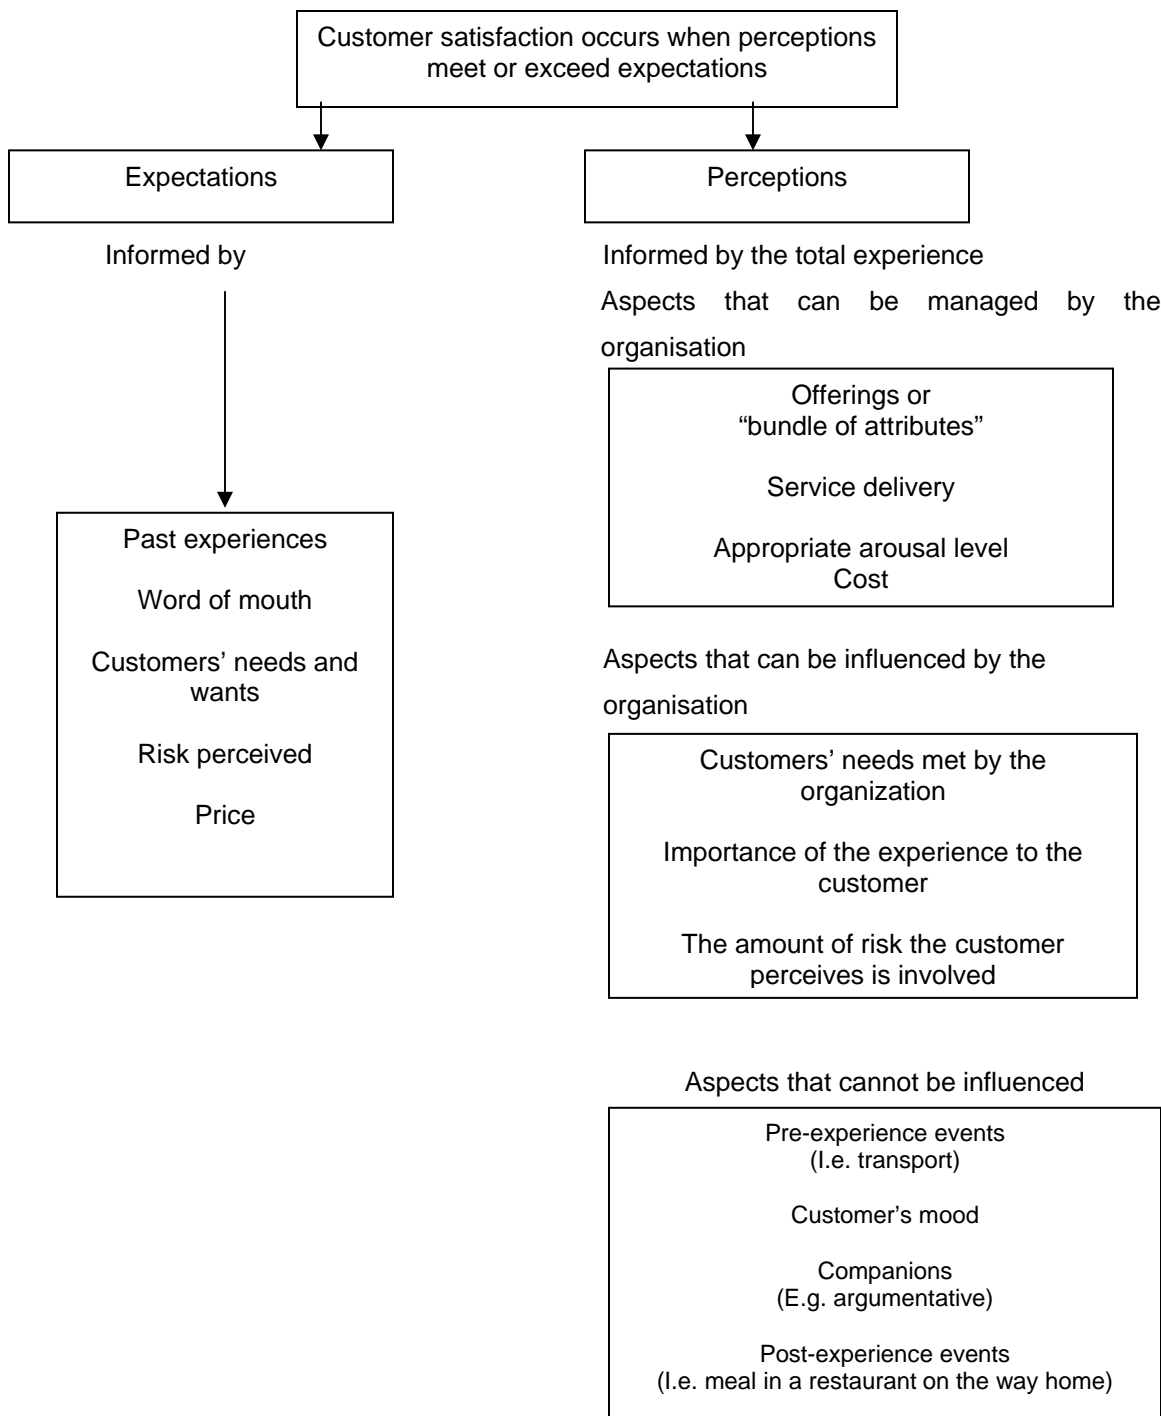 Customer satisfaction occurs when perceptions
meet or exceed expectations
Expectations
Informed by
Past experiences
Word of mouth
Customers’ needs and
wants
Risk perceived
Price
Perceptions
Informed by the total experience
Aspects that can be managed by the
organisation
Offerings or
“bundle of attributes”
Service delivery
Appropriate arousal level
Cost
Aspects that can be influenced by the
organisation
Customers’ needs met by the
organization
Importance of the experience to the
customer
The amount of risk the customer
perceives is involved
Aspects that cannot be influenced
Pre-experience events
(I.e. transport)
Customer’s mood
Companions
(E.g. argumentative)
Post-experience events
(I.e. meal in a restaurant on the way home)